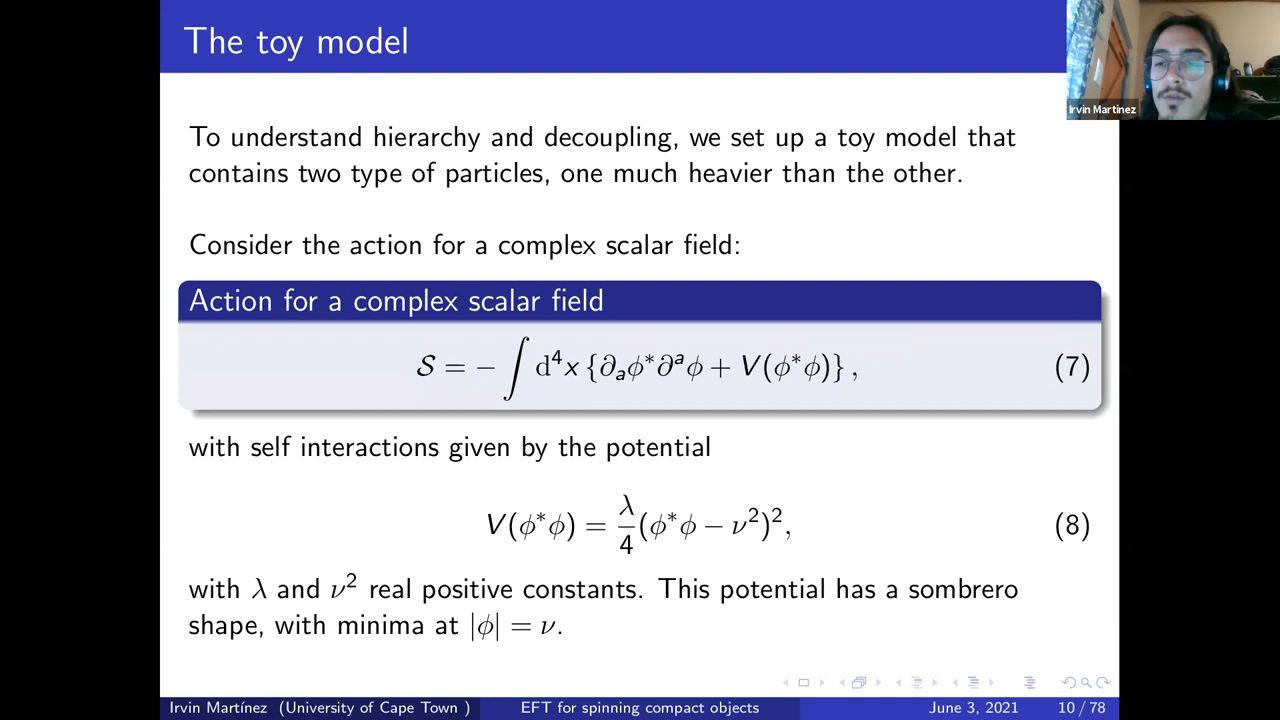 The toy model
Irvin Martinez
To understand hierarchy and decoupling, we set up a toy model that
contains two type of particles, one much heavier than the other.
Consider the action for a complex scalar field:
Action for a complex scalar field
𝒮 = − ∫ d⁴x {∂ₐϕ*∂ᵃϕ + V(ϕ*ϕ)} , (7)
with self interactions given by the potential
V(ϕ*ϕ) = λ/4 (ϕ*ϕ − ν²)², (8)
with λ and ν² real positive constants. This potential has a sombrero
shape, with minima at |ϕ| = ν.
Irvin Martínez (University of Cape Town ) EFT for spinning compact objects June 3, 2021 10 / 78